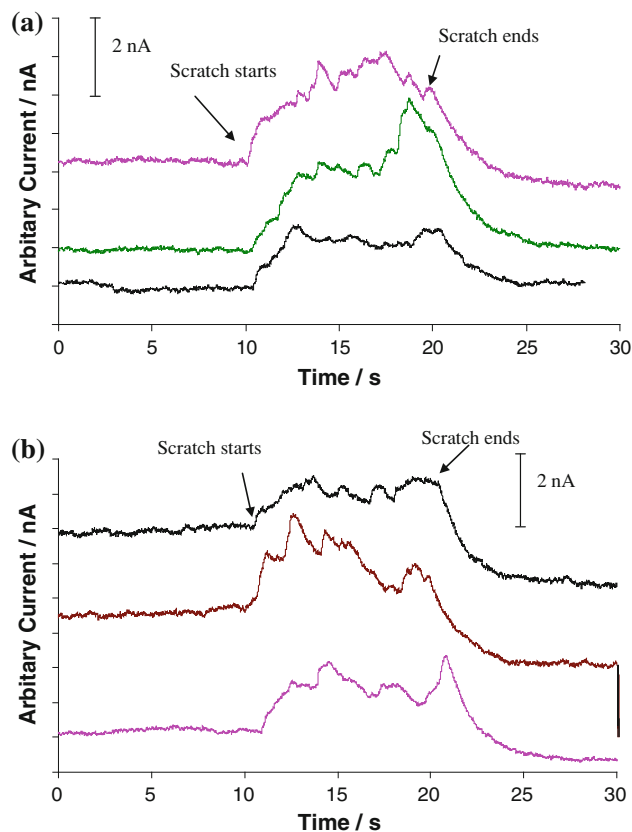 (a)
2 nA
Scratch starts
Scratch ends
Arbitary Current / nA
0 5 10 15 20 25 30
Time / s
(b)
Scratch starts
Scratch ends
2 nA
Arbitary Current / nA
0 5 10 15 20 25 30
Time / s